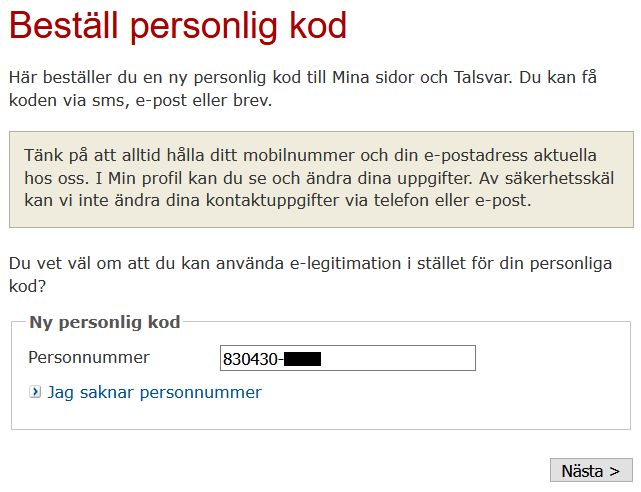 Beställ personlig kod
Här beställer du en ny personlig kod till Mina sidor och Talsvar. Du kan få
koden via sms, e-post eller brev.
Tänk på att alltid hålla ditt mobilnummer och din e-postadress aktuella
hos oss. I Min profil kan du se och ändra dina uppgifter. Av säkerhetsskäl
kan vi inte ändra dina kontaktuppgifter via telefon eller e-post.
Du vet väl om att du kan använda e-legitimation i stället för din personliga
kod?
Ny personlig kod
Personnummer 830430-
Jag saknar personnummer
Nästa >